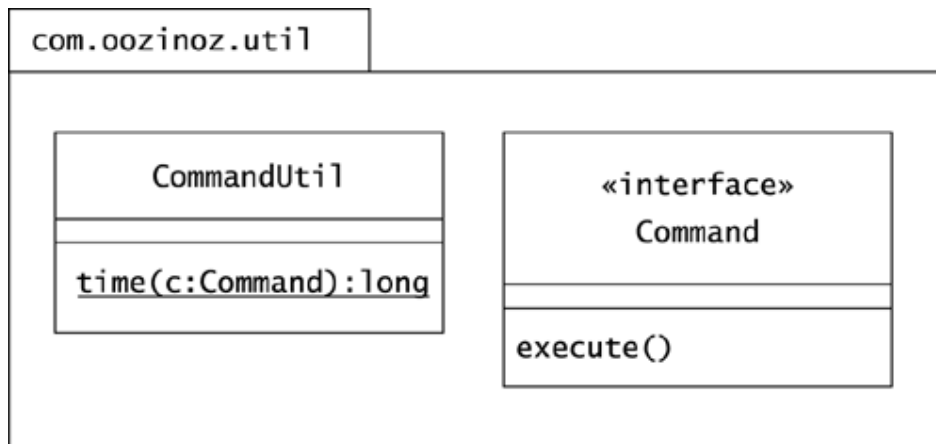 com.oozinoz.util
CommandUtil
time(c:Command):long
«interface»
Command
execute()